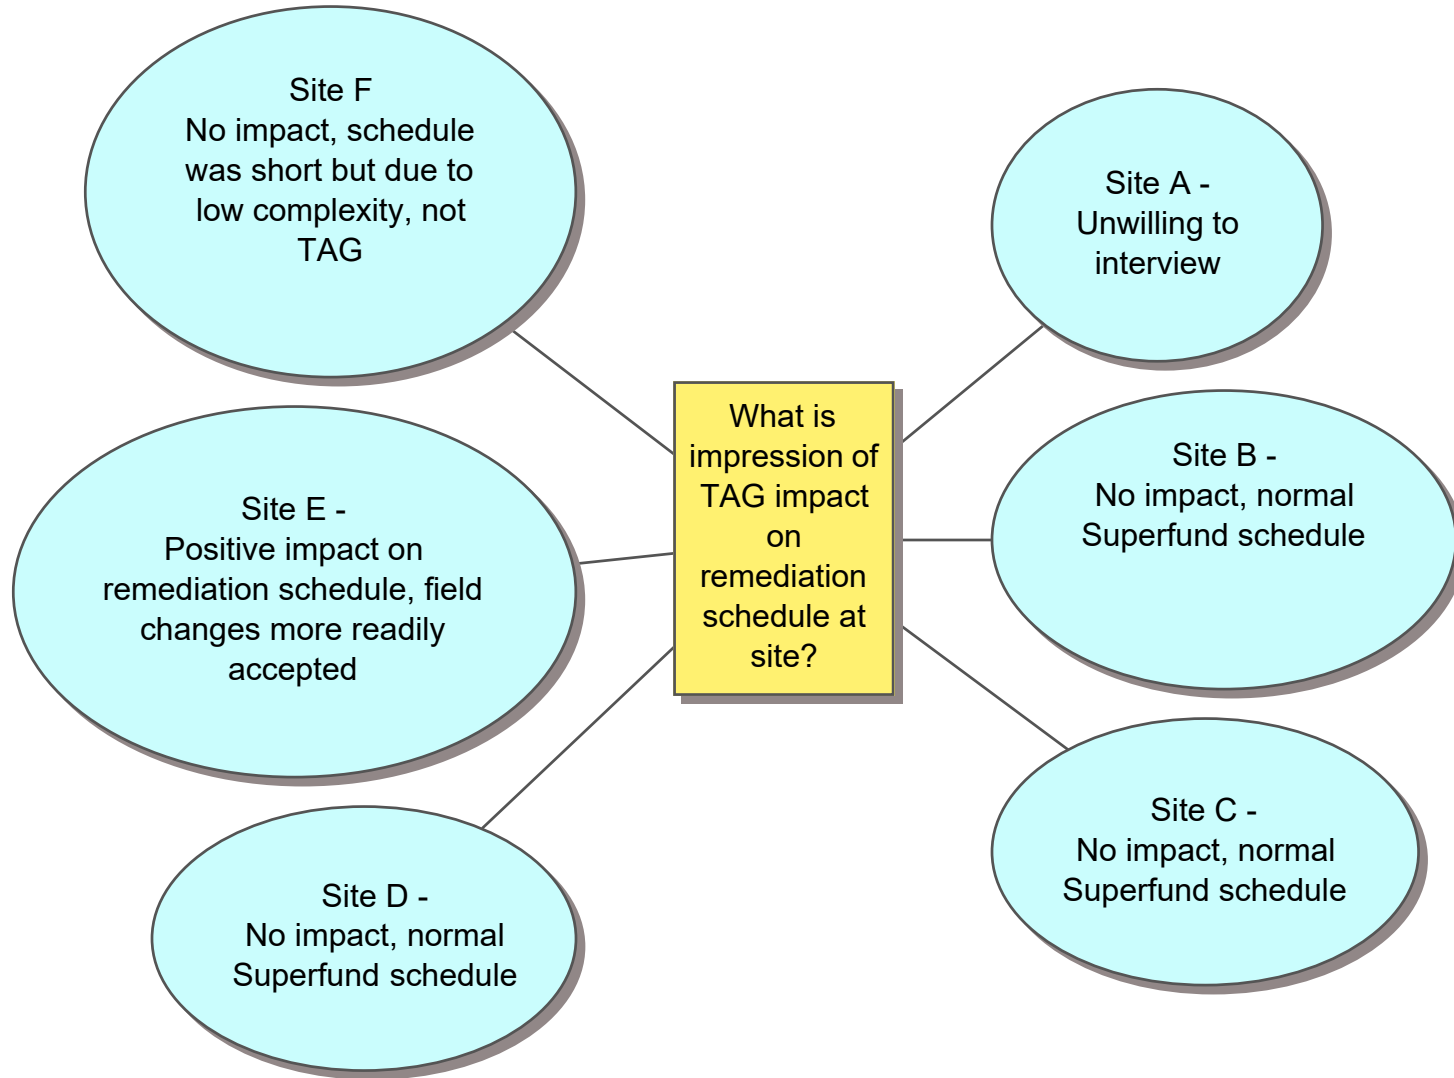 Site F
No impact, schedule
was short but due to
low complexity, not
TAG
Site A -
Unwilling to
interview
What is
impression of
TAG impact
on
remediation
schedule at
site?
Site B -
No impact, normal
Superfund schedule
Site E -
Positive impact on
remediation schedule, field
changes more readily
accepted
Site C -
No impact, normal
Superfund schedule
Site D -
No impact, normal
Superfund schedule